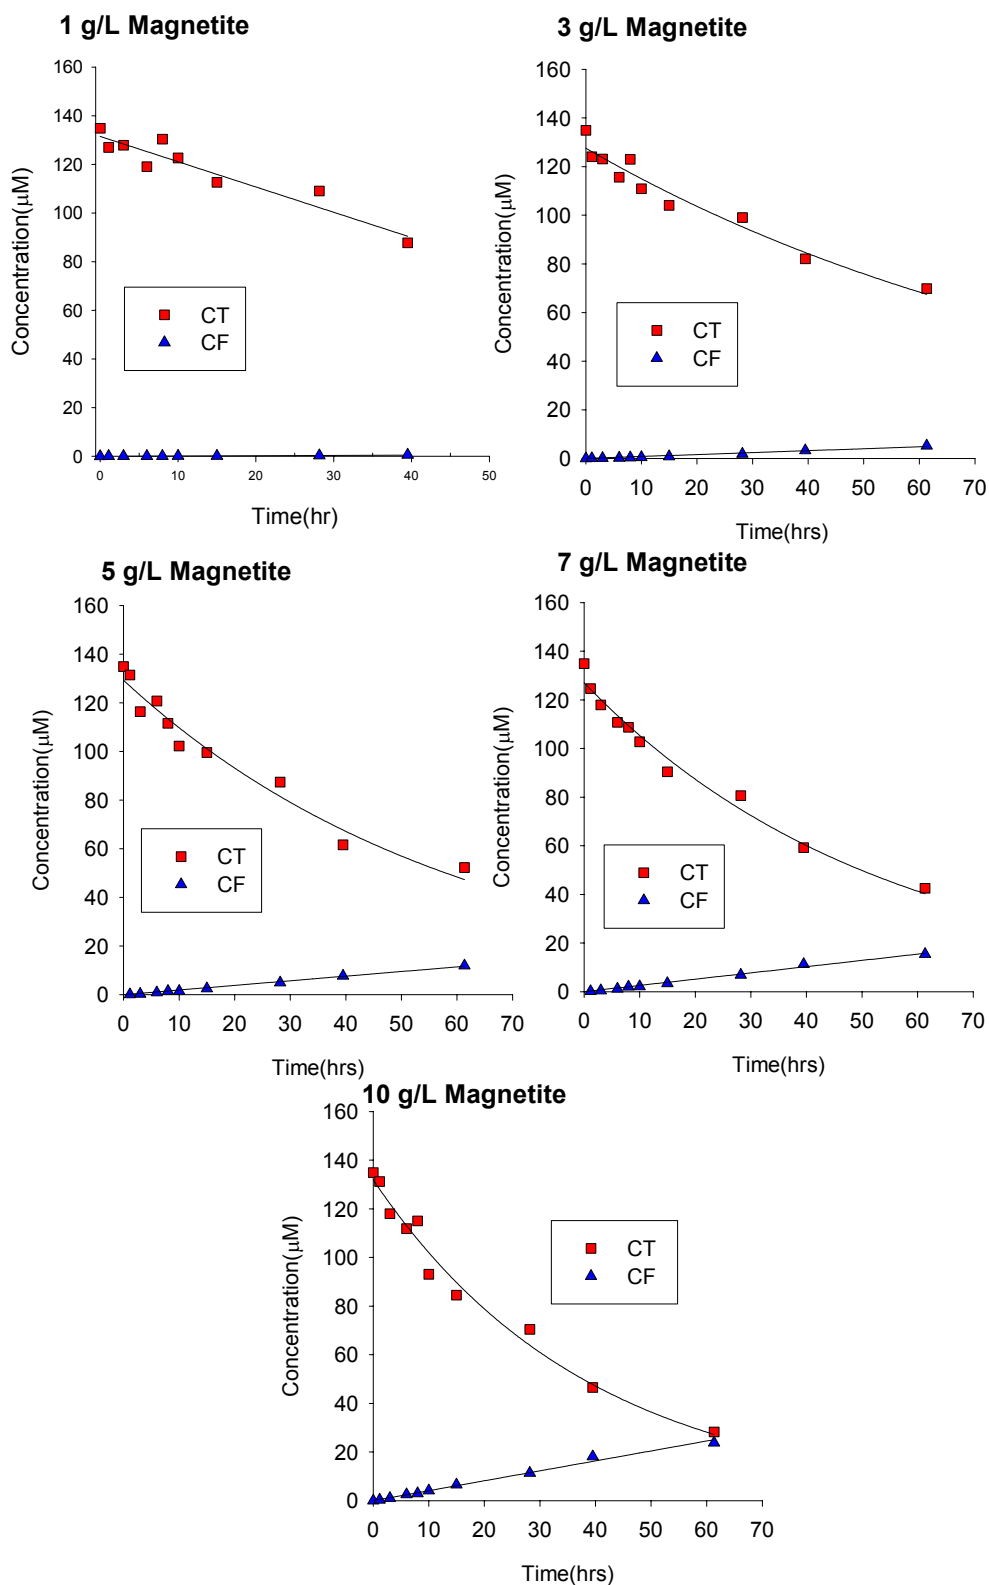 1 g/L Magnetite
160
140
120
100
80
60
40
20
0
Concentration(μM)
CT
CF
0 10 20 30 40 50
Time(hr)
3 g/L Magnetite
160
140
120
100
80
60
40
20
0
Concentration(μM)
CT
CF
0 10 20 30 40 50 60 70
Time(hrs)
5 g/L Magnetite
160
140
120
100
80
60
40
20
0
Concentration(μM)
CT
CF
0 10 20 30 40 50 60 70
Time(hrs)
7 g/L Magnetite
160
140
120
100
80
60
40
20
0
Concentration(μM)
CT
CF
0 10 20 30 40 50 60 70
Time(hrs)
10 g/L Magnetite
160
140
120
100
80
60
40
20
0
Concentration(μM)
CT
CF
0 10 20 30 40 50 60 70
Time(hrs)